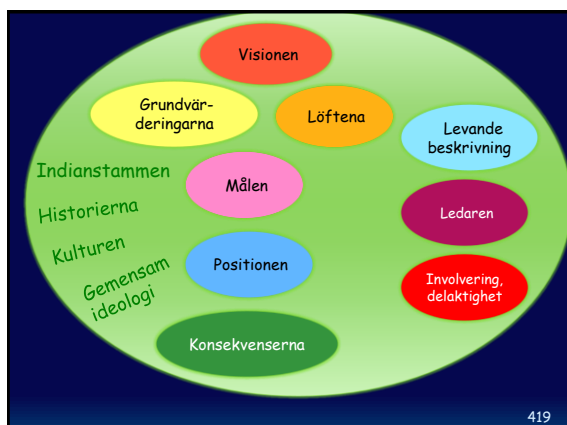 Visionen
Grundvär-
deringarna
Löftena
Levande
beskrivning
Indianstammen
Målen
Historierna
Ledaren
Kulturen
Positionen
Gemensam
ideologi
Involvering,
delaktighet
Konsekvenserna
419